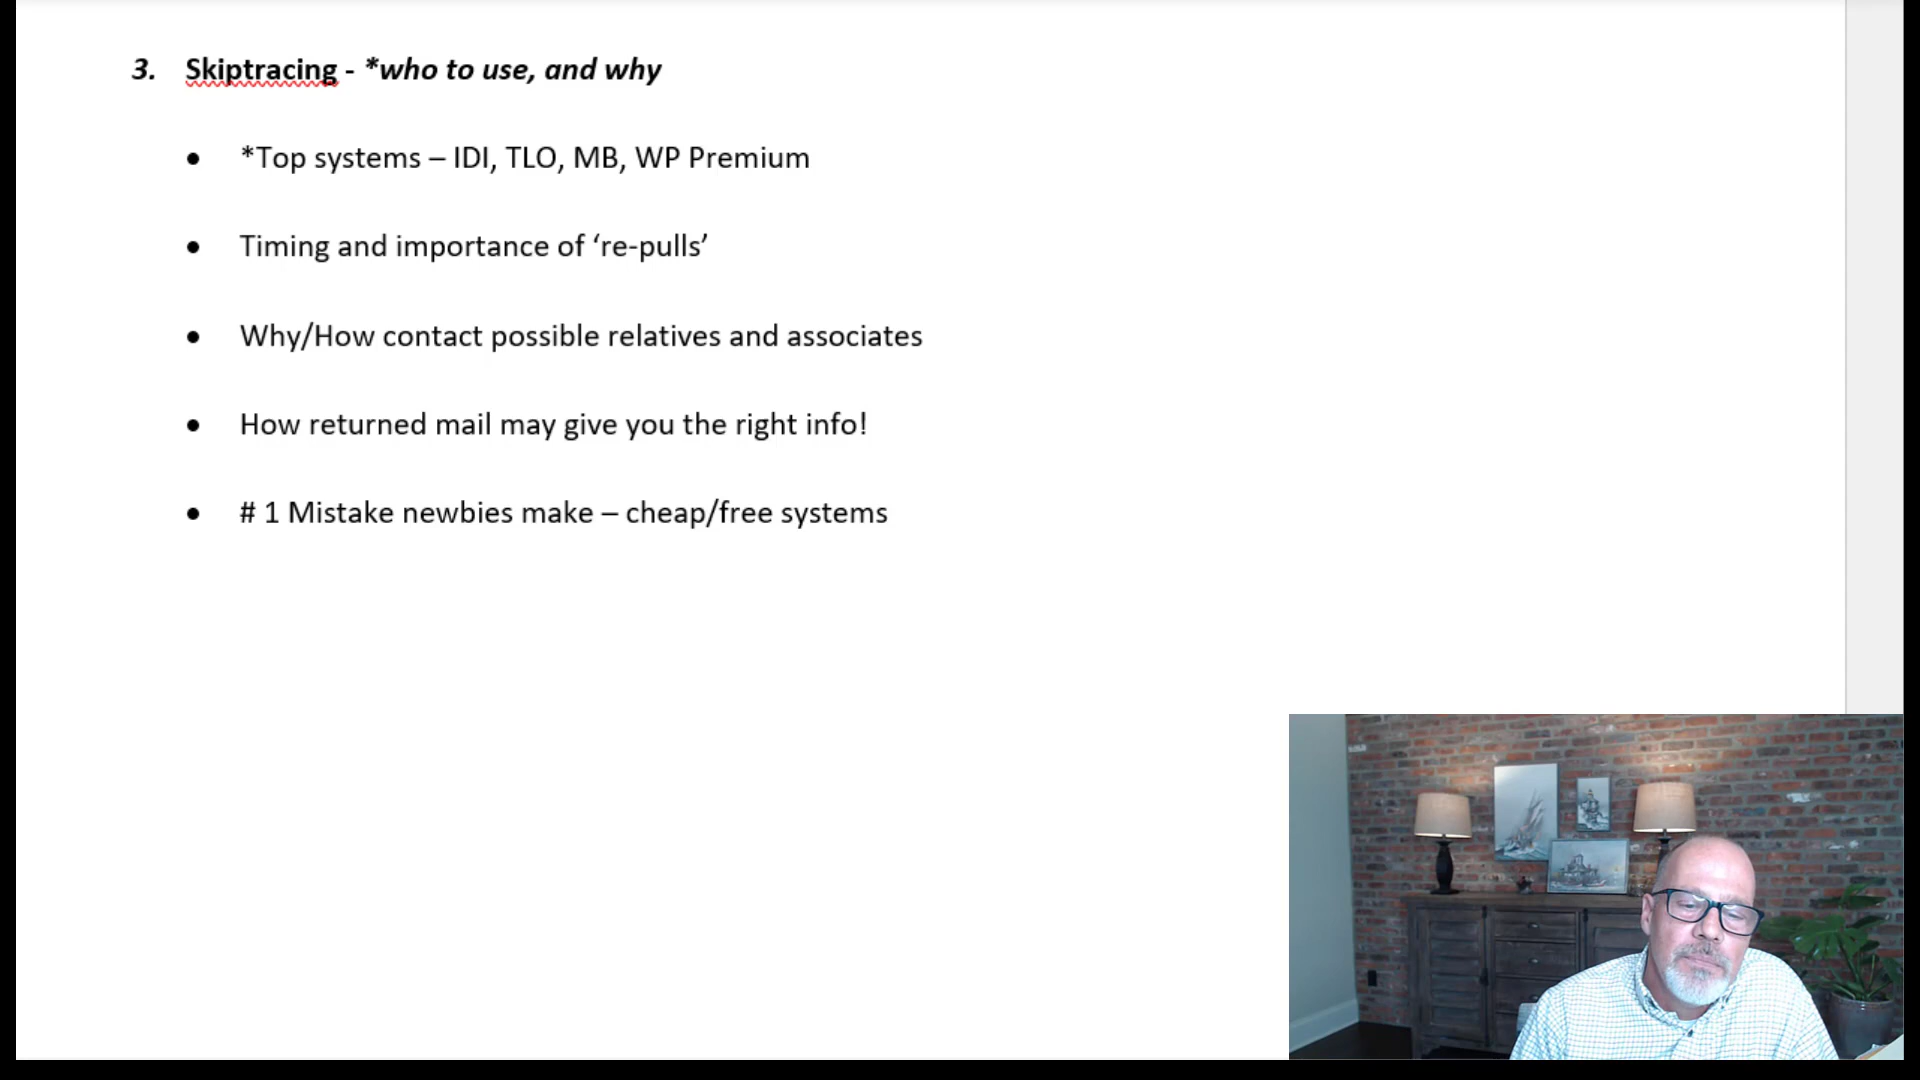 3. Skiptracing - *who to use, and why
• *Top systems – IDI, TLO, MB, WP Premium
• Timing and importance of ‘re-pulls’
• Why/How contact possible relatives and associates
• How returned mail may give you the right info!
• # 1 Mistake newbies make – cheap/free systems